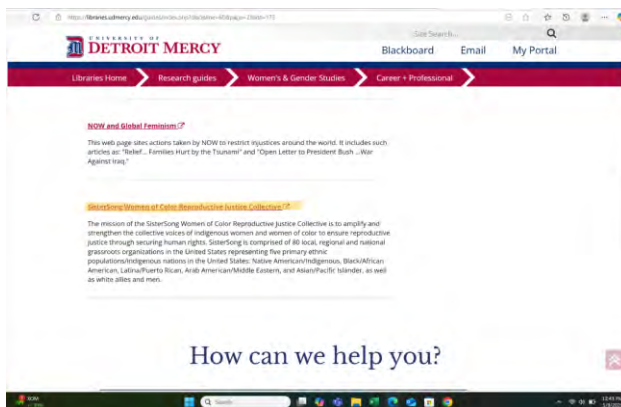 UNIVERSITY OF
DETROIT MERCY
Site Search...
Blackboard Email My Portal
Libraries Home Research guides Women's & Gender Studies Career + Professional
NOW and Global Feminism
This web page sites actions taken by NOW to restrict injustices around the world. It includes such
articles as: "Relief... Families Hurt by the Tsunami" and "Open Letter to President Bush ...War
Against Iraq."
SisterSong Women of Color Reproductive Justice Collective
The mission of the SisterSong Women of Color Reproductive Justice Collective is to amplify and
strengthen the collective voices of indigenous women and women of color to ensure reproductive
justice through securing human rights. SisterSong is comprised of 80 local, regional and national
grassroots organizations in the United States representing five primary ethnic
populations/indigenous nations in the United States: Native American/Indigenous, Black/African
American, Latina/Puerto Rican, Arab American/Middle Eastern, and Asian/Pacific Islander, as well
as white allies and men.
How can we help you?
Search